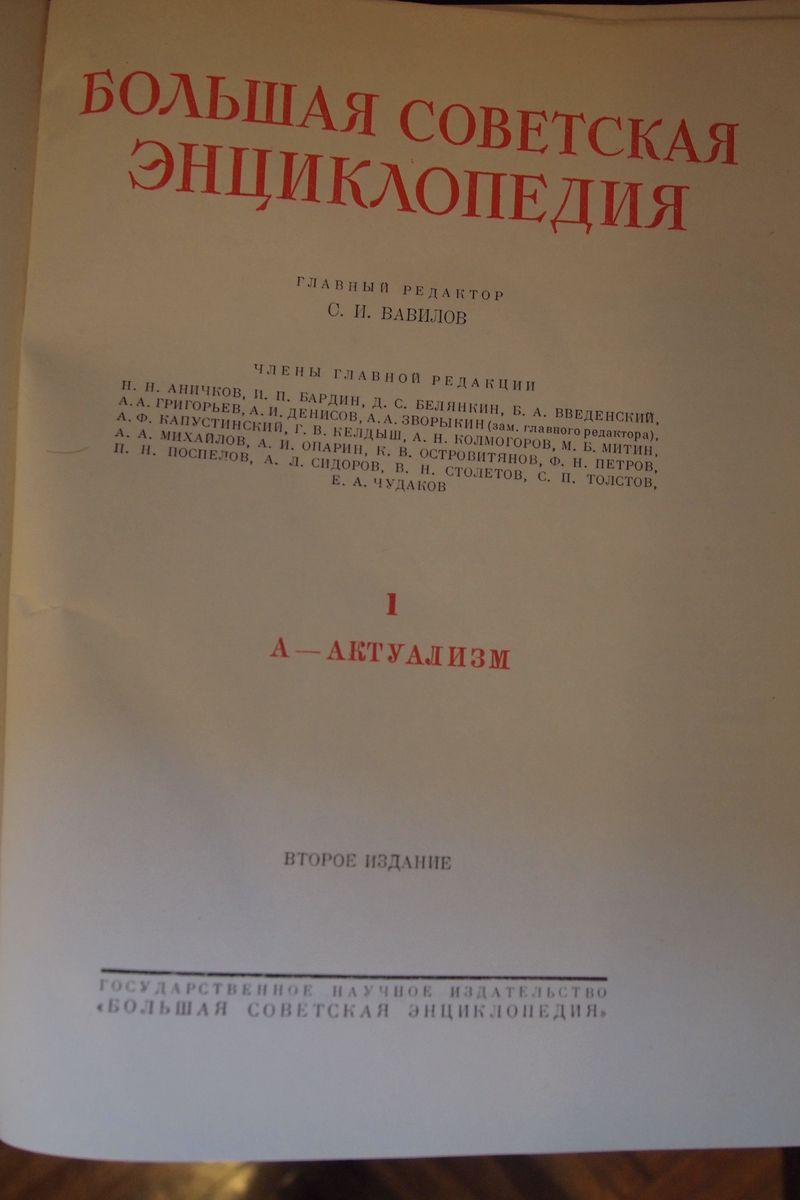 БОЛЬШАЯ СОВЕТСКАЯ
ЭНЦИКЛОПЕДИЯ
ГЛАВНЫЙ РЕДАКТОР
С. И. ВАВИЛОВ
ЧЛЕНЫ ГЛАВНОЙ РЕДАКЦИИ
Н. Н. АНИЧКОВ, И. П. БАРДИН, Д. С. БЕЛЯНКИН, Б. А. ВВЕДЕНСКИЙ,
А. А. ГРИГОРЬЕВ, А. И. ДЕНИСОВ, А. А. ЗВОРЫКИН (зам. главного редактора),
А. Ф. КАПУСТИНСКИЙ, Г. В. КЕЛДЫШ, А. Н. КОЛМОГОРОВ, М. Б. МИТИН,
А. А. МИХАЙЛОВ, А. И. ОПАРИН, К. В. ОСТРОВИТЯНОВ, Ф. Н. ПЕТРОВ,
П. Н. ПОСПЕЛОВ, А. Л. СИДОРОВ, В. Н. СТОЛЕТОВ, С. П. ТОЛСТОВ,
Е. А. ЧУДАКОВ
1
А — АКТУАЛИЗМ
ВТОРОЕ ИЗДАНИЕ
ГОСУДАРСТВЕННОЕ НАУЧНОЕ ИЗДАТЕЛЬСТВО
«БОЛЬШАЯ СОВЕТСКАЯ ЭНЦИКЛОПЕДИЯ»